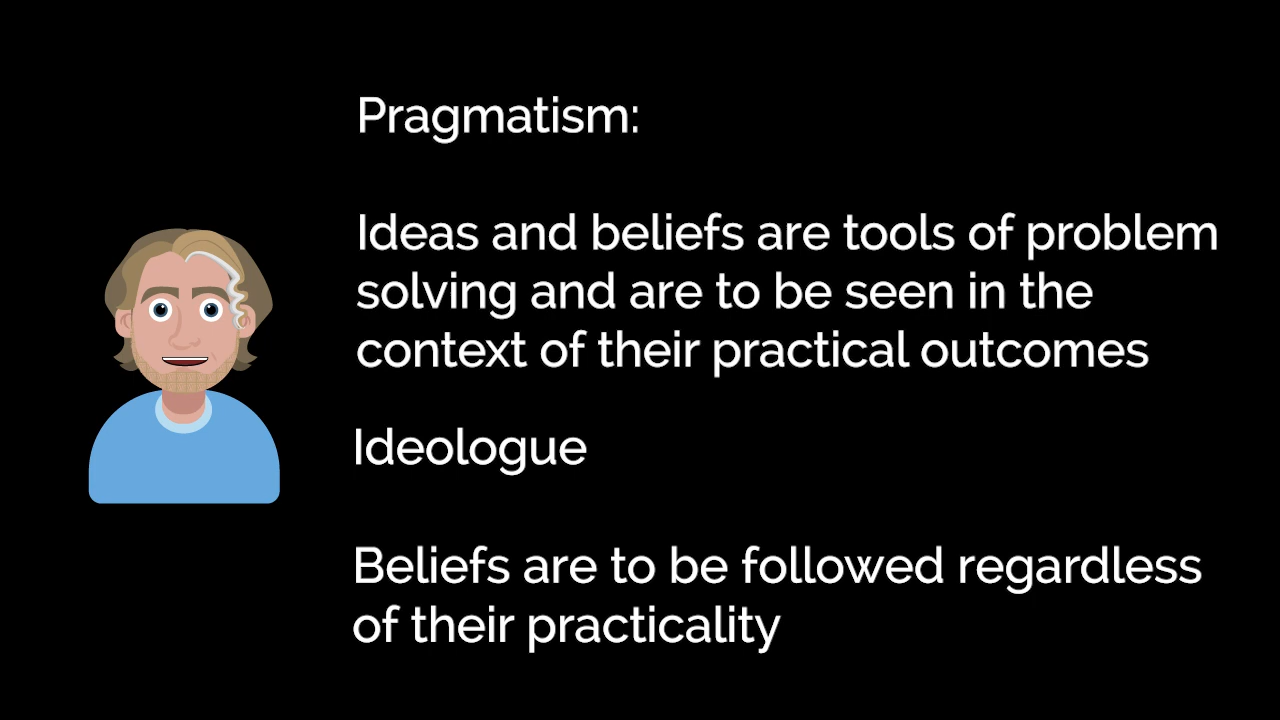 Pragmatism:
Ideas and beliefs are tools of problem
solving and are to be seen in the
context of their practical outcomes
Ideologue
Beliefs are to be followed regardless
of their practicality